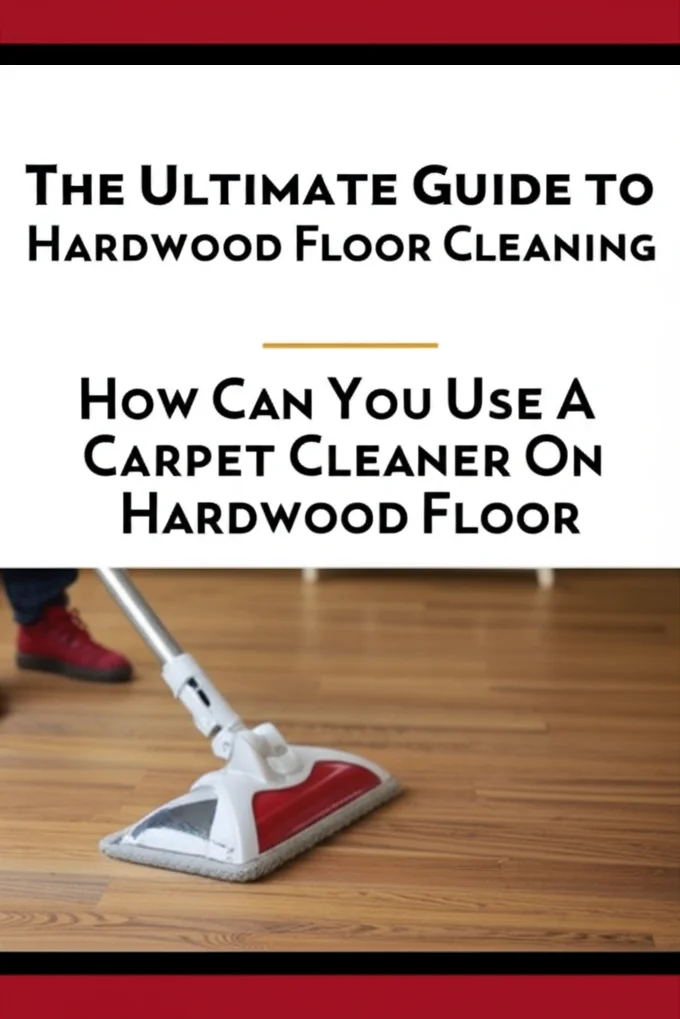 The Ultimate Guide to
Hardwood Floor Cleaning
How Can You Use A
Carpet Cleaner On
Hardwood Floor